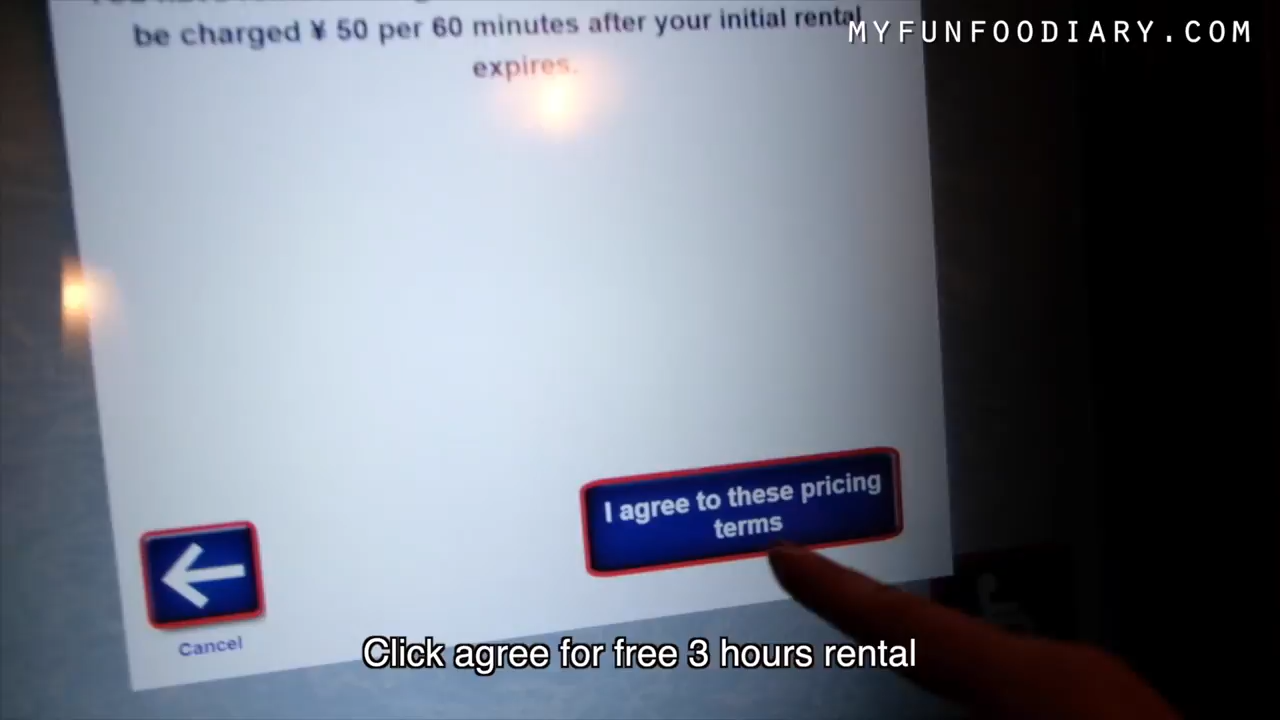 MYFUNFOODIARY.COM
be charged ¥ 50 per 60 minutes after your initial rental
expires.
I agree to these pricing
terms
Cancel
Click agree for free 3 hours rental